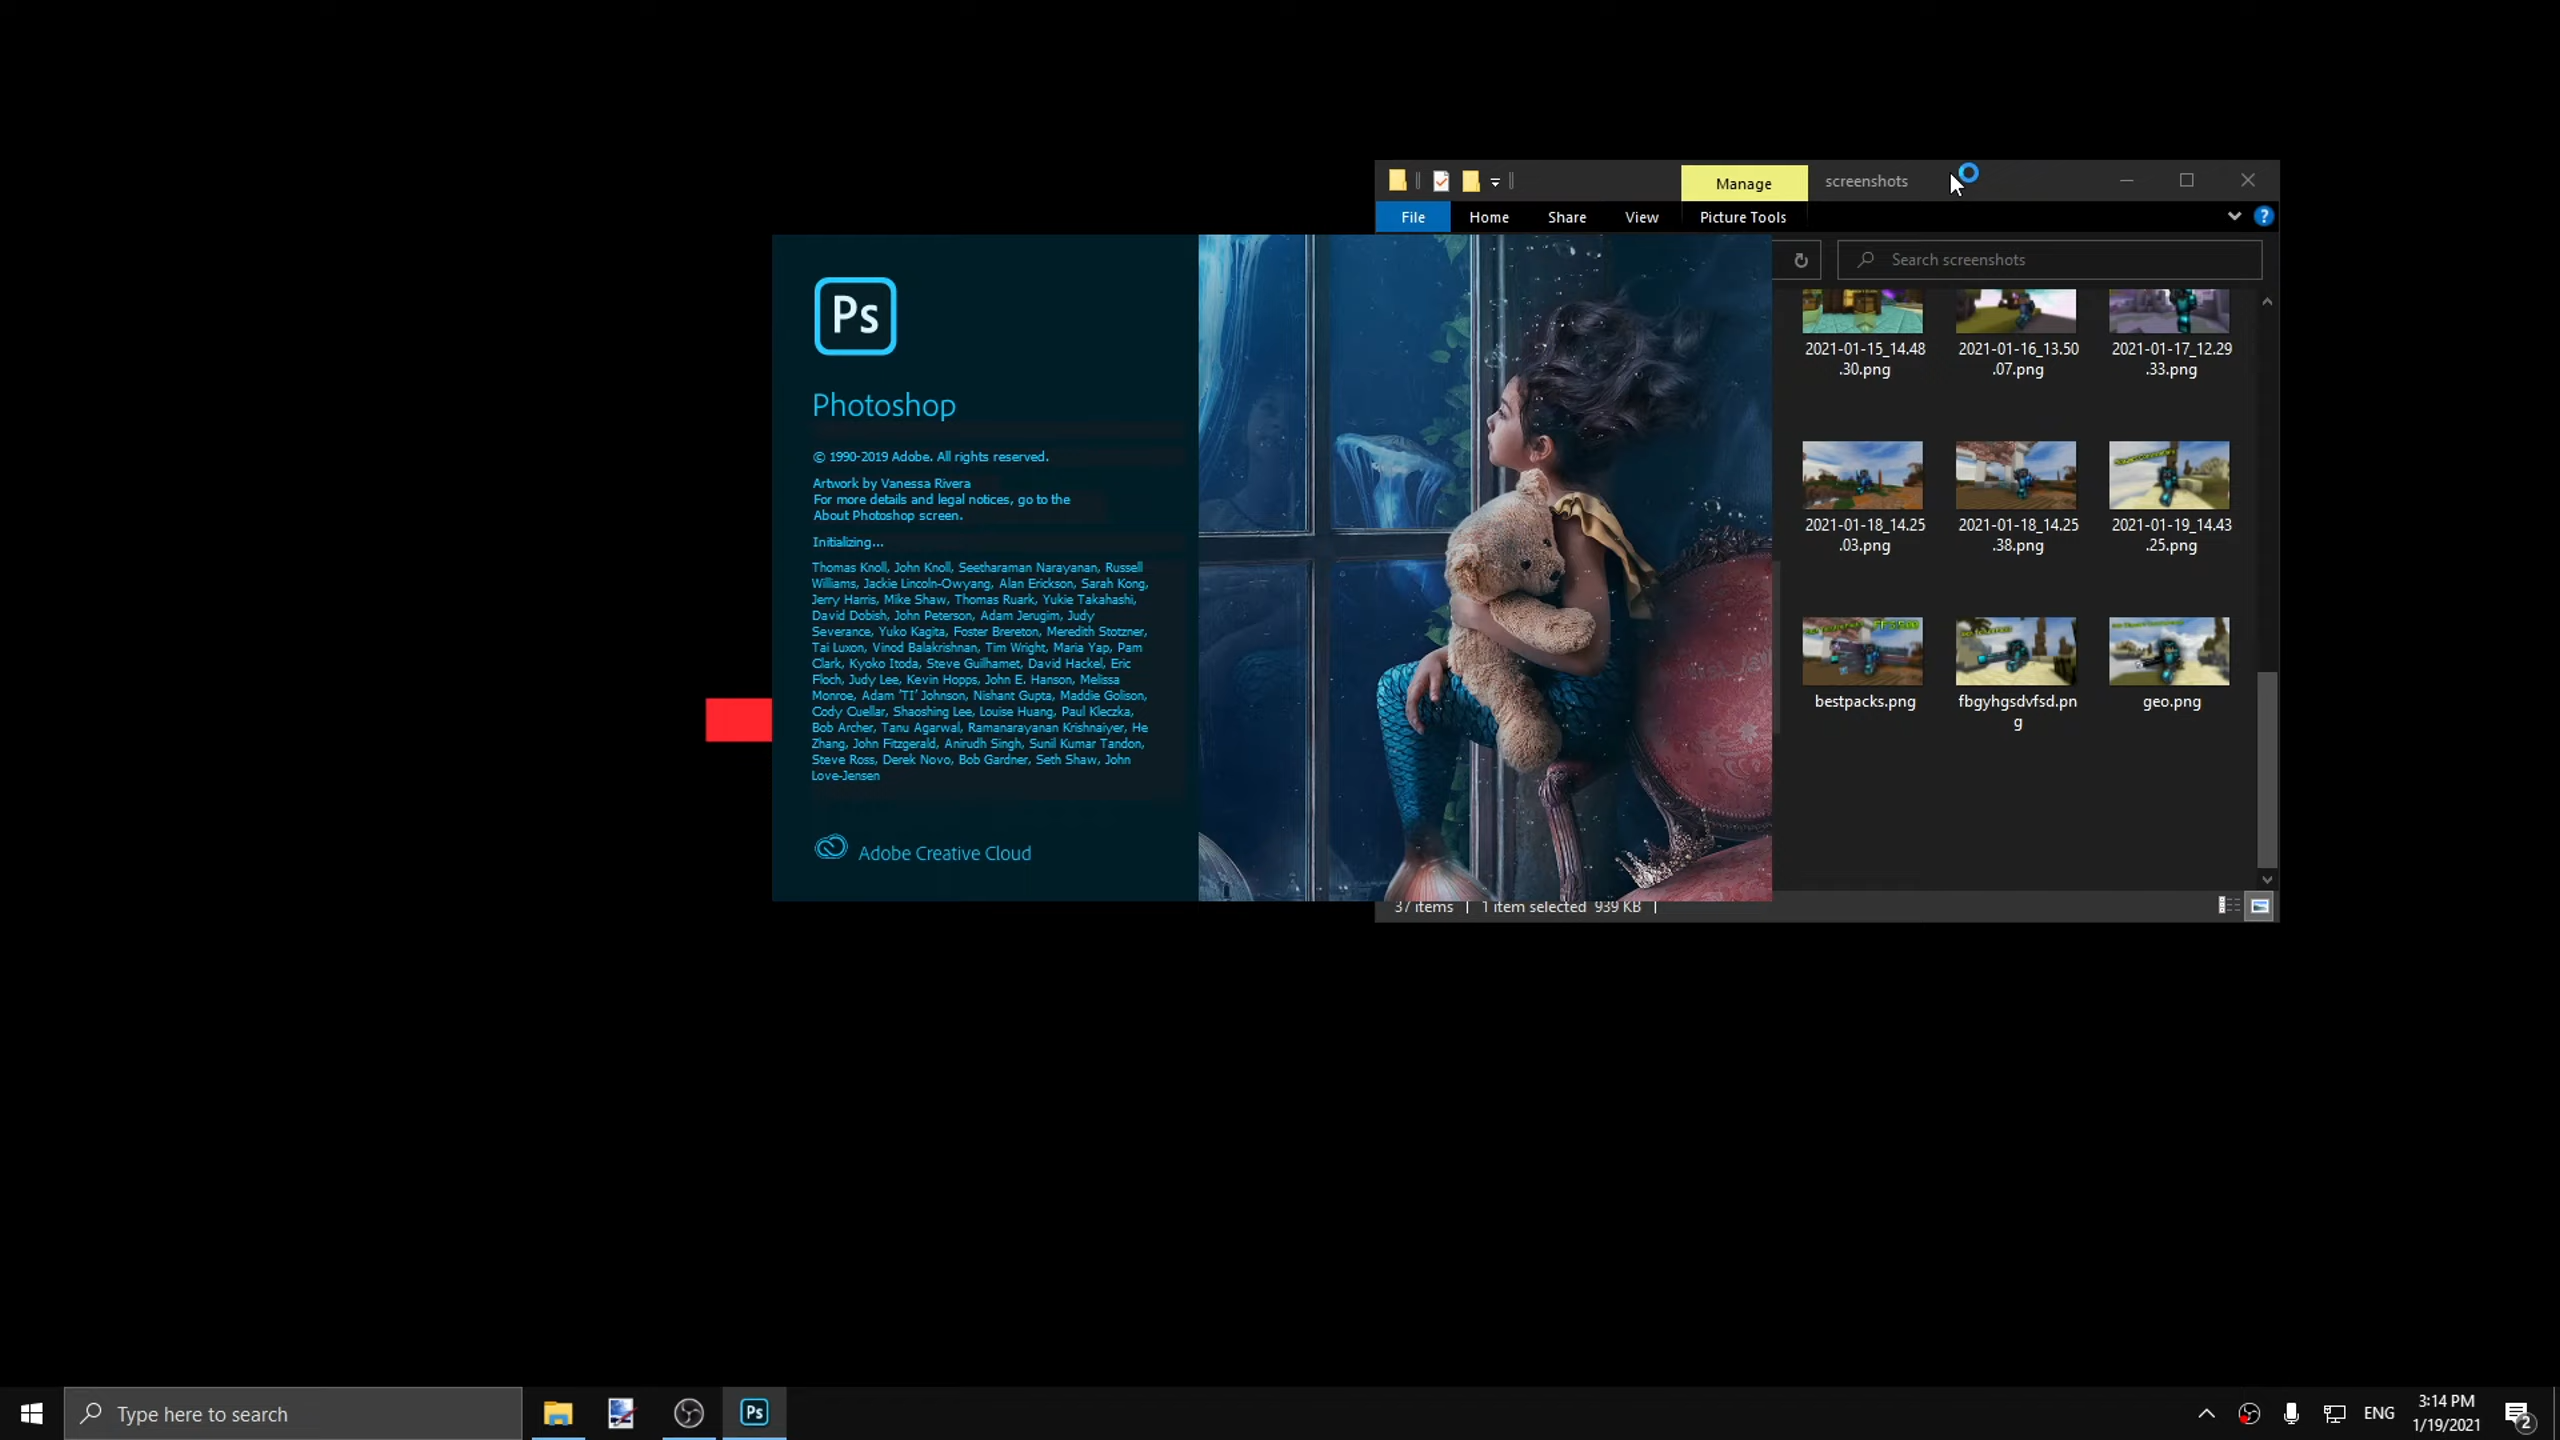 Manage
screenshots
File
Home
Share
View
Picture Tools
Search screenshots
Ps
Photoshop
© 1990-2019 Adobe. All rights reserved.
Artwork by Vanessa Rivera
For more details and legal notices, go to the
About Photoshop screen.
Initializing...
Thomas Knoll, John Knoll, Seetharaman Narayanan, Russell
Williams, Jackie Lincoln-Owyang, Alan Erickson, Sarah Kong,
Jerry Harris, Mike Shaw, Thomas Ruark, Yukie Takahashi,
David Dobish, John Peterson, Adam Jerugim, Judy
Severance, Yuko Kagita, Foster Brereton, Meredith Stotzner,
Tai Luxon, Vinod Balakrishnan, Tim Wright, Maria Yap, Pam
Clark, Kyoko Itoda, Steve Guilhamet, David Hackel, Eric
Floch, Judy Lee, Kevin Hopps, John E. Hanson, Melissa
Monroe, Adam 'TI' Johnson, Nishant Gupta, Maddie Golison,
Cody Cuellar, Shaoshing Lee, Louise Huang, Paul Kleczka,
Bob Archer, Tanu Agarwal, Ramanarayanan Krishnaiyer, He
Zhang, John Fitzgerald, Anirudh Singh, Sunil Kumar Tandon,
Steve Ross, Derek Novo, Bob Gardner, Seth Shaw, John
Love-Jensen
Adobe Creative Cloud
2021-01-15_14.48
.30.png
2021-01-16_13.50
.07.png
2021-01-17_12.29
.33.png
2021-01-18_14.25
.03.png
2021-01-18_14.25
.38.png
2021-01-19_14.43
.25.png
bestpacks.png
fbgyhgsdvfsd.pn
g
geo.png
37 items
1 item selected 939 KB
Type here to search
Ps
ENG
3:14 PM
1/19/2021
2